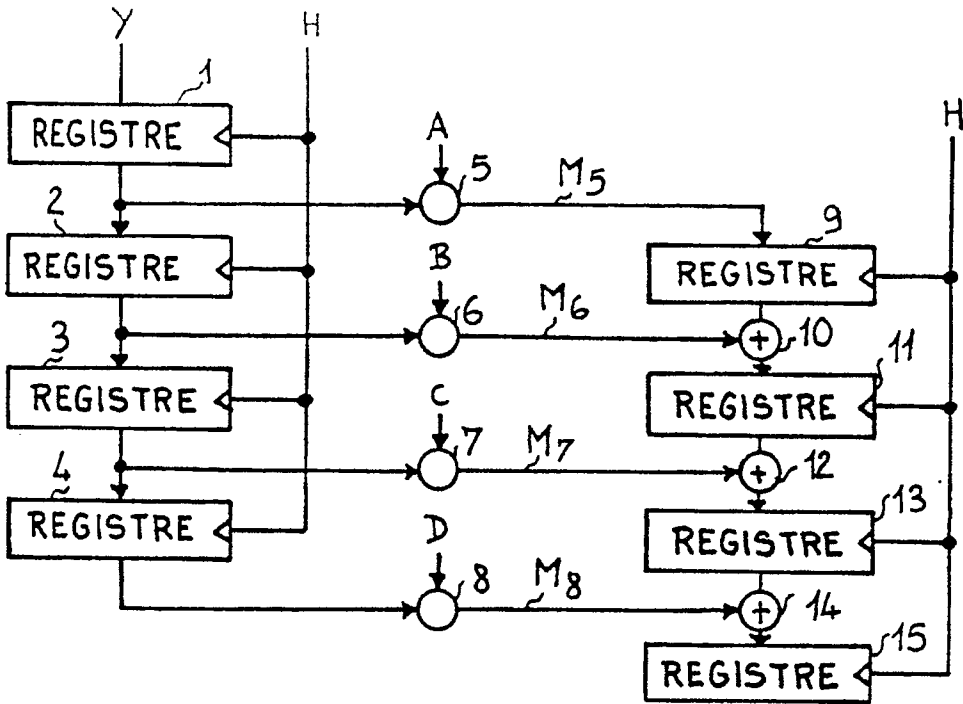 Y H
1
REGISTRE
H
A
5 M5
2
REGISTRE
9
REGISTRE
B
6 M6
10
3
REGISTRE
11
REGISTRE
C
7 M7
12
4
REGISTRE
13
REGISTRE
D
8 M8
14
15
REGISTRE